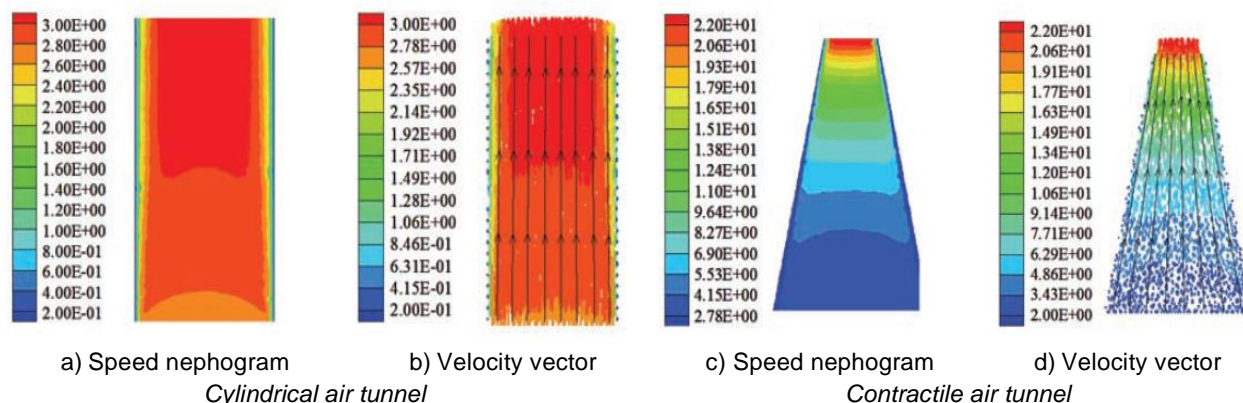 3.00E+00
2.80E+00
2.60E+00
2.40E+00
2.20E+00
2.00E+00
3.00E+00
1.60E+00
1.40E+00
1.20E+00
1.00E+00
8.00E-01
6.00E-01
4.00E-01
2.00E-01
3.00E+00
2.78E+00
2.57E+00
2.35E+00
2.14E+00
1.92E+00
1.71E+00
1.49E+00
1.28E+00
3.00E+00
8.46E-01
6.31E-01
4.15E-01
2.00E-01
2.20E+01
2.06E+01
1.93E+01
1.79E+01
1.65E+01
1.51E+01
2.20E+01
1.24E+01
1.10E+01
9.64E+00
8.27E+00
6.90E+00
5.53E+00
4.15E+00
2.78E+00
2.20E+01
2.06E+01
1.91E+01
1.77E+01
1.63E+01
1.49E+01
1.34E+01
1.20E+01
1.06E+01
9.14E+00
7.71E+00
6.29E+00
4.86E+00
3.43E+00
2.00E+00
a) Speed nephogram
b) Velocity vector
c) Speed nephogram
d) Velocity vector
Cylindrical air tunnel
Contractile air tunnel